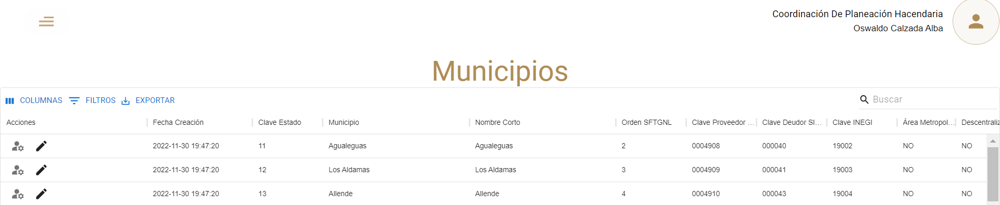 Coordinación De Planeación Hacendaria
Oswaldo Calzada Alba
Municipios
COLUMNAS FILTROS EXPORTAR Buscar
Acciones Fecha Creación Clave Estado Municipio Nombre Corto Orden SFTGNL Clave Proveedor ... Clave Deudor SI... Clave INEGI Área Metropol... Descentraliz
2022-11-30 19:47:20 11 Agualeguas Agualeguas 2 0004908 000040 19002 NO NO
2022-11-30 19:47:20 12 Los Aldamas Los Aldamas 3 0004909 000041 19003 NO NO
2022-11-30 19:47:20 13 Allende Allende 4 0004910 000043 19004 NO NO